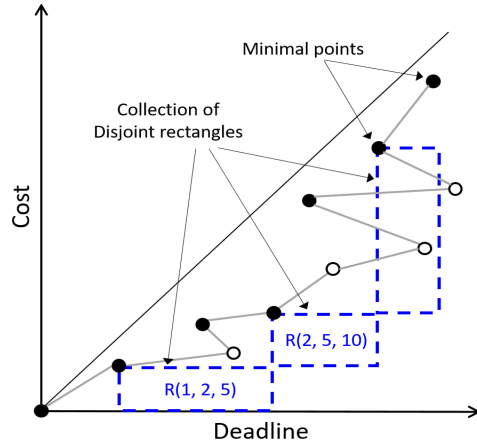 Minimal points
Collection of
Disjoint rectangles
Cost
R(2, 5, 10)
R(1, 2, 5)
Deadline